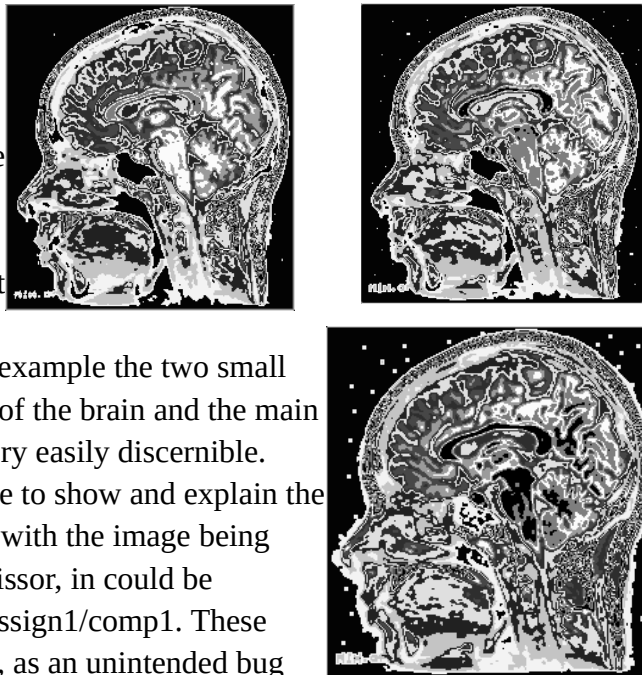 e
t
example the two small
of the brain and the main
ry easily discernible.
e to show and explain the
with the image being
issor, in could be
ssign1/comp1. These
, as an unintended bug